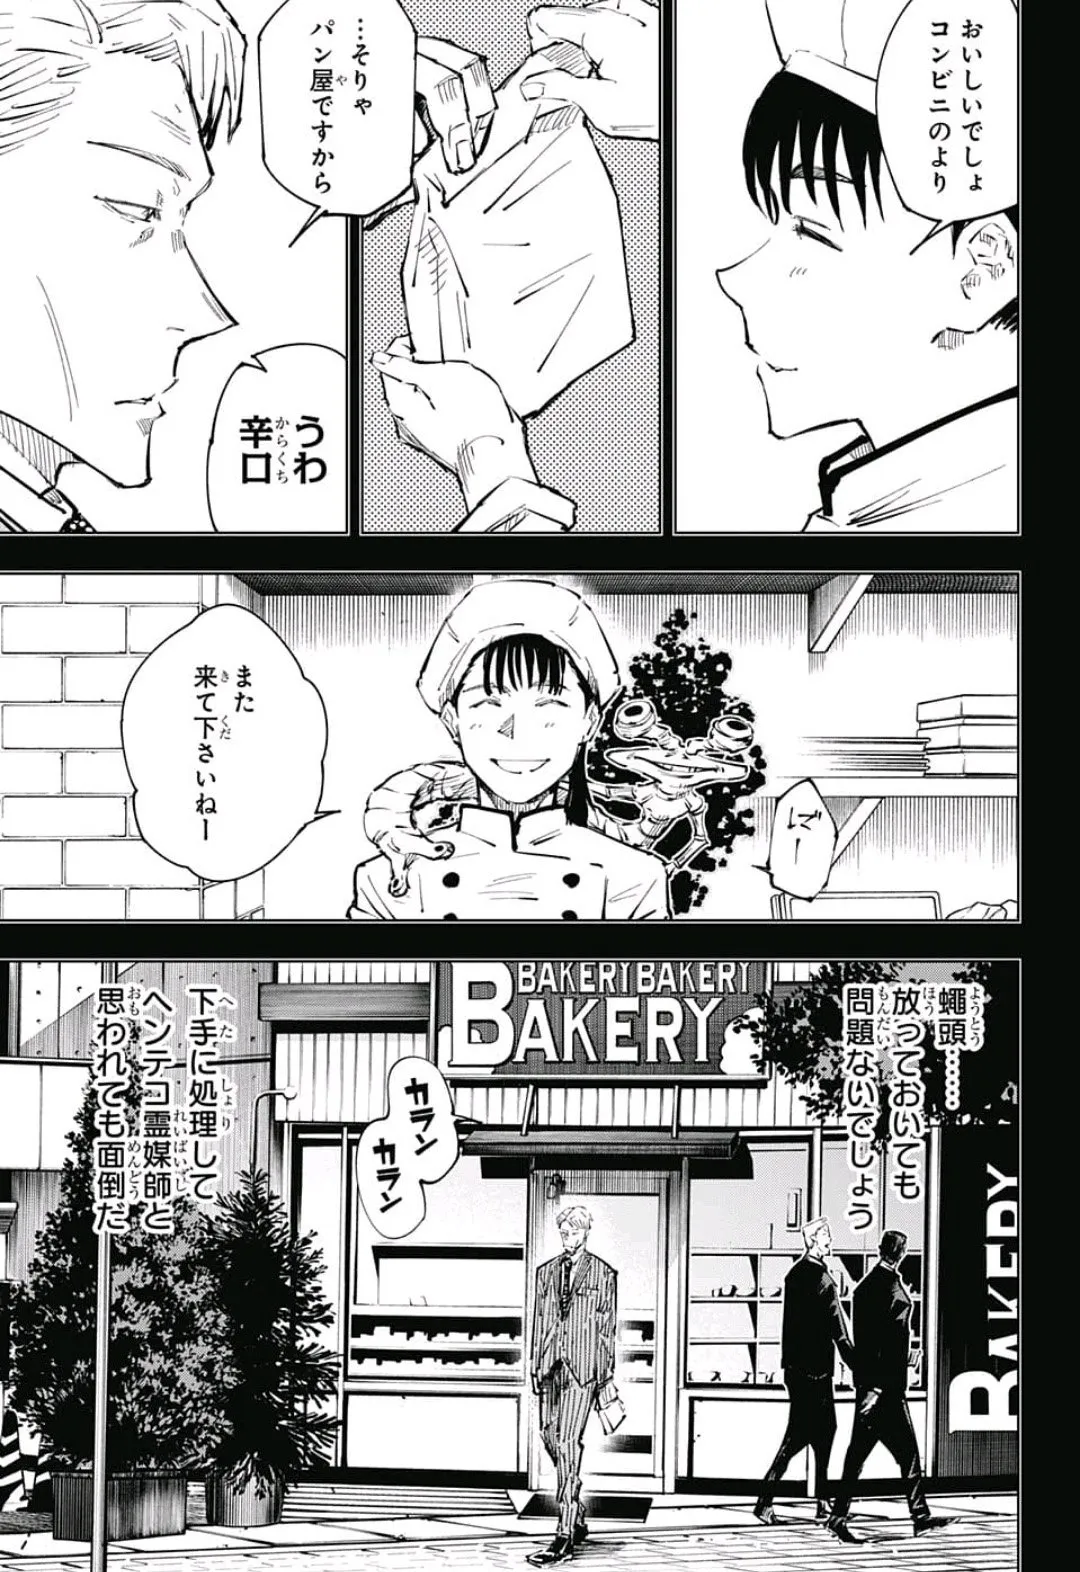 おいしいでしょ
コンビニのより
…そりゃ
パン屋ですから
うわ
辛口
また
来て下さいねー
蠅頭……
放っておいても
問題ないでしょう
BAKERY BAKERY
BAKERY
カラン
カラン
下手に処理して
ヘンテコ霊媒師と
思われても面倒だ
BAKERY